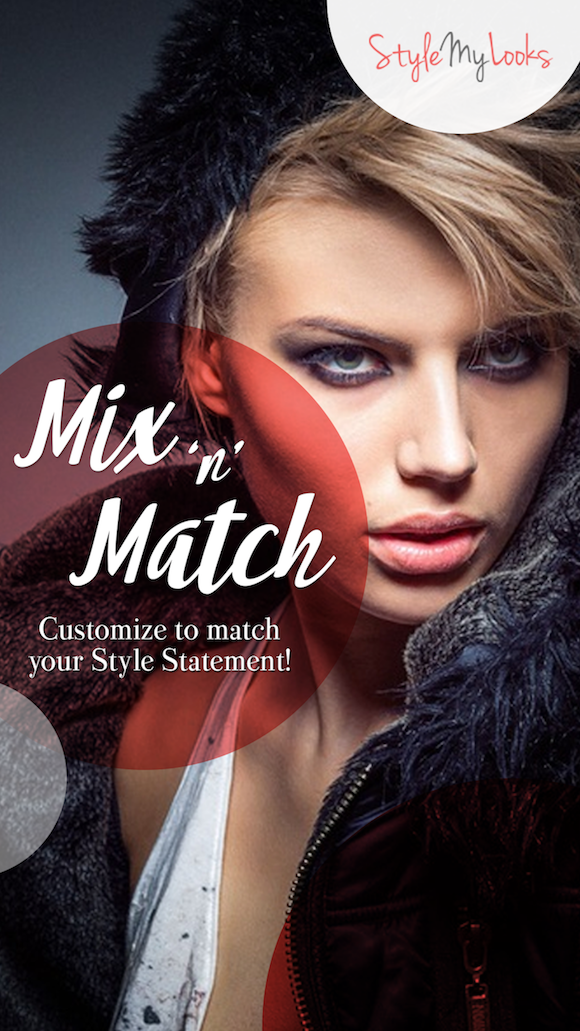 StyleMyLooks
Mix 'n'
Match
Customize to match
your Style Statement!